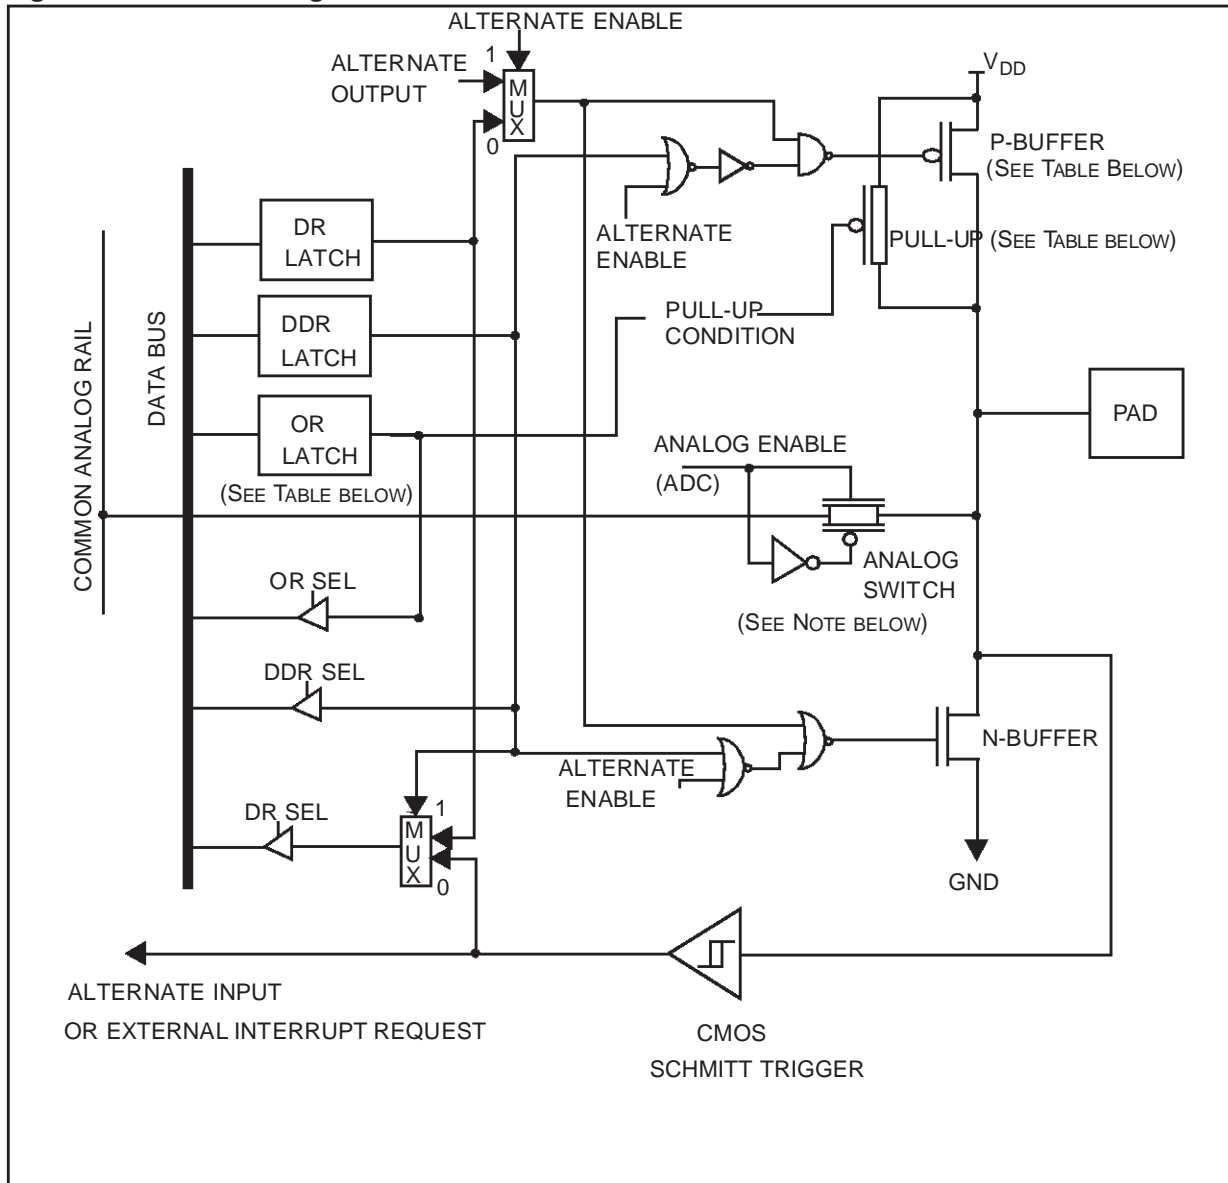 ALTERNATE ENABLE
1
ALTERNATE
OUTPUT
MUX
0
VDD
P-BUFFER
(SEE TABLE BELOW)
DR
LATCH
ALTERNATE
ENABLE
PULL-UP (SEE TABLE BELOW)
DDR
LATCH
PULL-UP
CONDITION
COMMON ANALOG RAIL
DATA BUS
OR
LATCH
(SEE TABLE BELOW)
PAD
ANALOG ENABLE
(ADC)
ANALOG
SWITCH
(SEE NOTE BELOW)
OR SEL
DDR SEL
N-BUFFER
ALTERNATE
ENABLE
DR SEL
1
MUX
0
GND
ALTERNATE INPUT
OR EXTERNAL INTERRUPT REQUEST
CMOS
SCHMITT TRIGGER